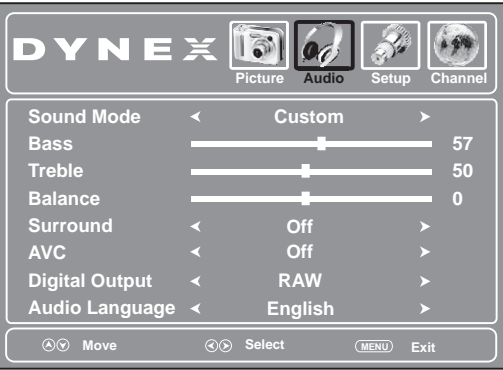 DYNEX
Picture Audio Setup Channel
Sound Mode Custom
Bass 57
Treble 50
Balance 0
Surround Off
AVC Off
Digital Output RAW
Audio Language English
Move Select MENU Exit